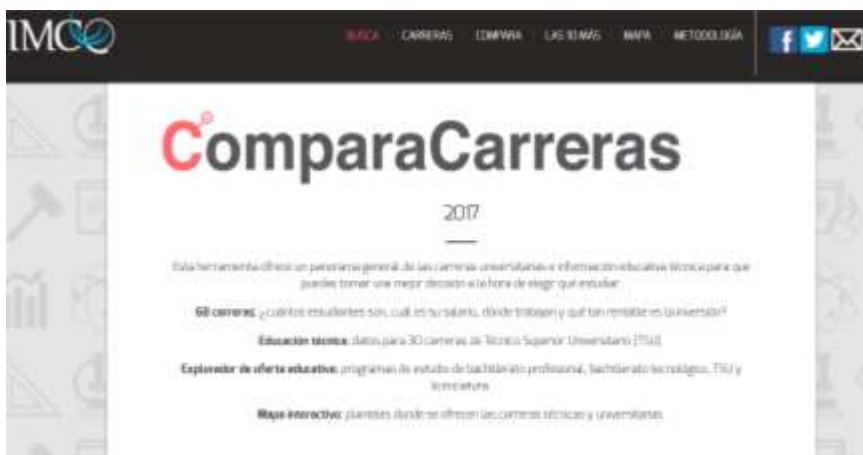 IMCO
BUSCA CARRERAS COMPARA LAS 10 MÁS MAPA METODOLOGÍA
ComparaCarreras
2017
Esta herramienta ofrece un panorama general de las carreras universitarias e información educativa técnica para que
puedas tomar una mejor decisión a la hora de elegir qué estudiar
68 carreras: ¿cuántos estudiantes son, cuál es su salario, dónde trabajan y qué tan rentable es la inversión?
Educación técnica: datos para 30 carreras de Técnico Superior Universitario (TSU)
Explorador de oferta educativa: programas de estudio de bachillerato profesional, bachillerato tecnológico, TSU y
licenciatura
Mapa interactivo: planteles donde se ofrecen las carreras técnicas y universitarias